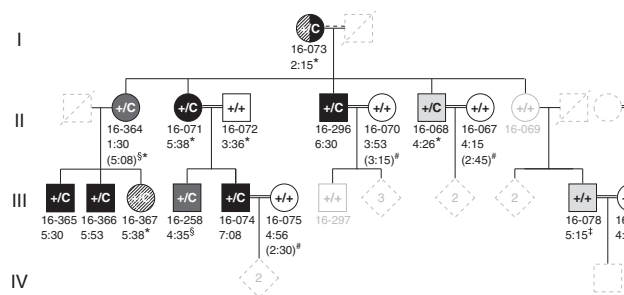 I
+/C
16-073
2:15*
II
+/C +/C +/+ +/C +/+ +/C +/+ +/+
16-364 16-071 16-072 16-296 16-070 16-068 16-067 16-069
1:30 5:38* 3:36* 6:30 3:53 4:26* 4:15
(5:08)§* (3:15)# (2:45)#
III
+/C +/C +/C +/C +/C +/+ +/+ 3 2 2 +/+
16-365 16-366 16-367 16-258 16-074 16-075 16-297 16-078
5:30 5:53 5:38* 4:35§ 7:08 4:56 5:15‡
(2:30)#
IV
2